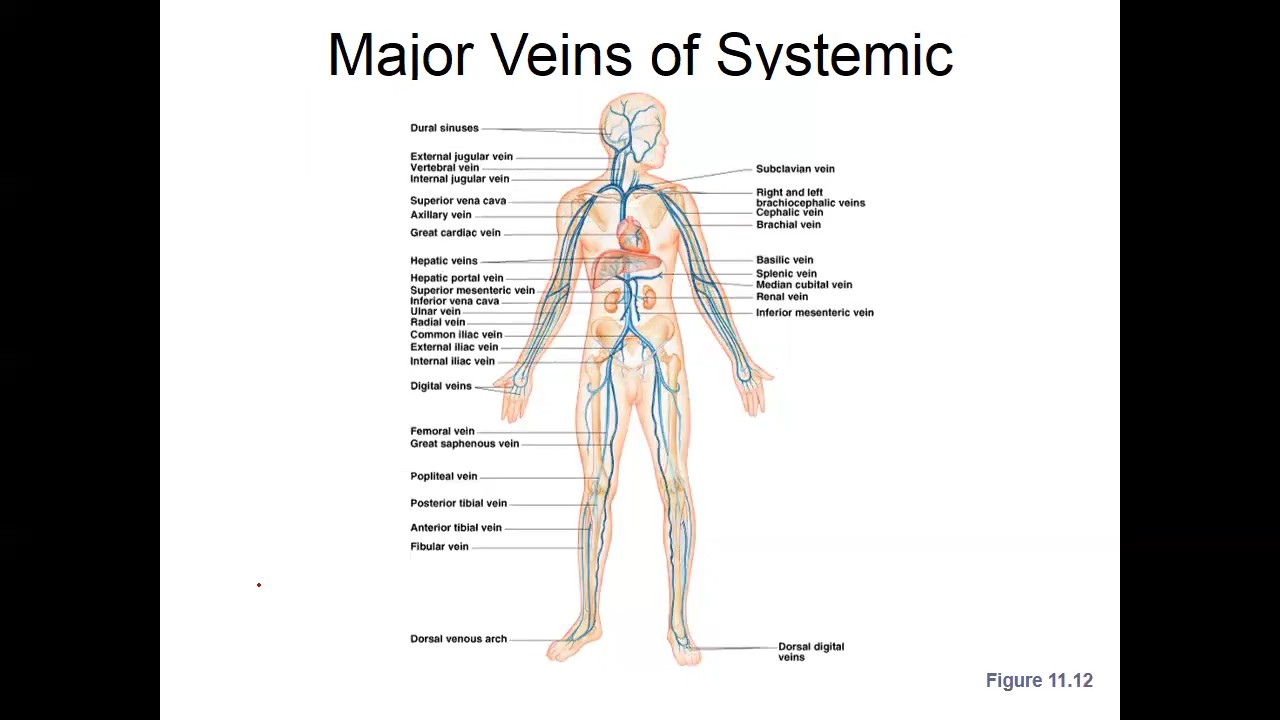 Major Veins of Systemic
Dural sinuses
External jugular vein
Vertebral vein
Internal jugular vein
Superior vena cava
Axillary vein
Great cardiac vein
Hepatic veins
Hepatic portal vein
Superior mesenteric vein
Inferior vena cava
Ulnar vein
Radial vein
Common iliac vein
External iliac vein
Internal iliac vein
Digital veins
Femoral vein
Great saphenous vein
Popliteal vein
Posterior tibial vein
Anterior tibial vein
Fibular vein
Dorsal venous arch
Subclavian vein
Right and left
brachiocephalic veins
Cephalic vein
Brachial vein
Basilic vein
Splenic vein
Median cubital vein
Renal vein
Inferior mesenteric vein
Dorsal digital
veins
Figure 11.12